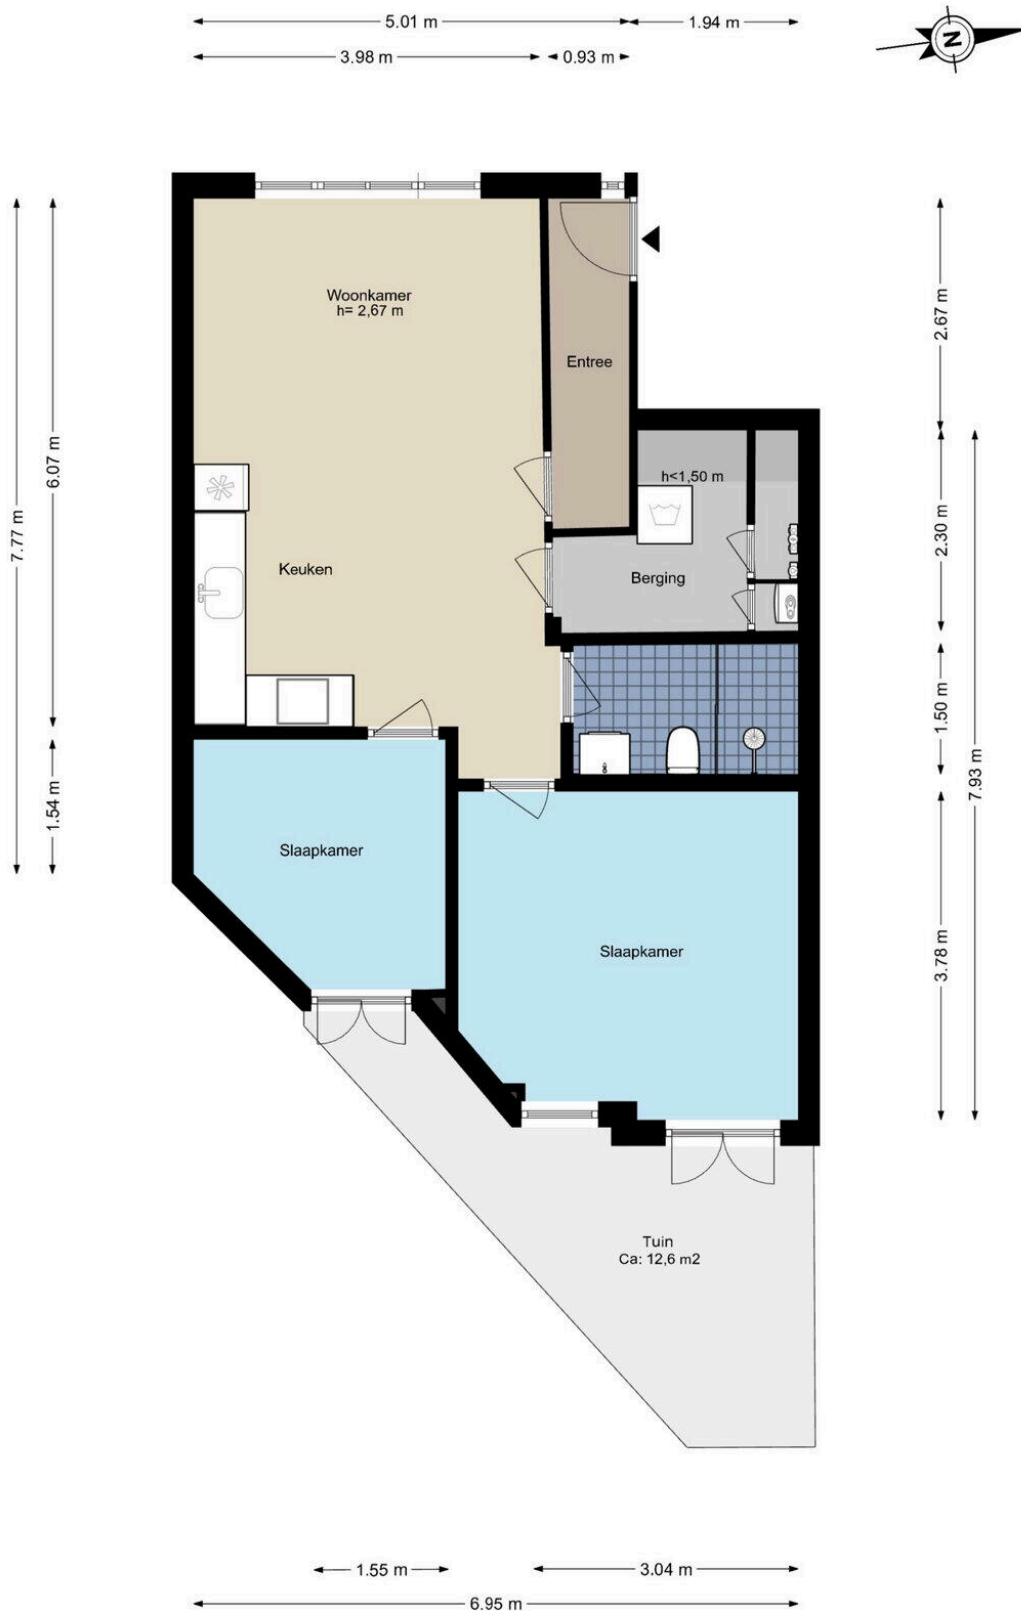 5.01 m
1.94 m
3.98 m
0.93 m
N
Woonkamer
h= 2,67 m
Entree
h<1,50 m
Keuken
Berging
Slaapkamer
Slaapkamer
Tuin
Ca: 12,6 m2
7.77 m
6.07 m
1.54 m
2.67 m
2.30 m
1.50 m
7.93 m
3.78 m
1.55 m
3.04 m
6.95 m